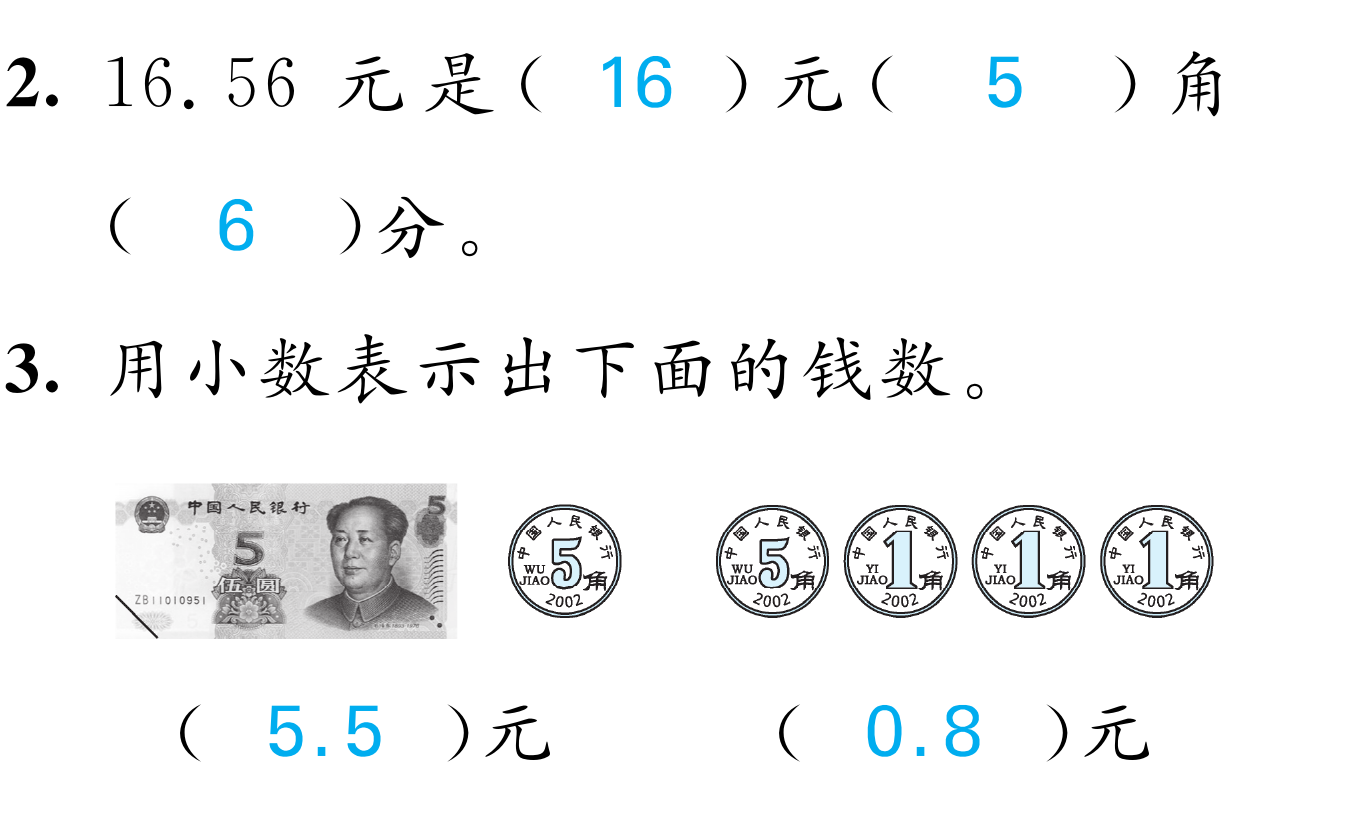 2. 16.56 元是( 16 )元( 5 )角
( 6 )分。
3. 用小数表示出下面的钱数。
中国人民银行 5
5
伍圆
ZB11010951
中国人民银行 WU JIAO 5角 2002
中国人民银行 WU JIAO 5角 2002
中国人民银行 YI JIAO 1角 2002
中国人民银行 YI JIAO 1角 2002
中国人民银行 YI JIAO 1角 2002
( 5.5 )元 ( 0.8 )元